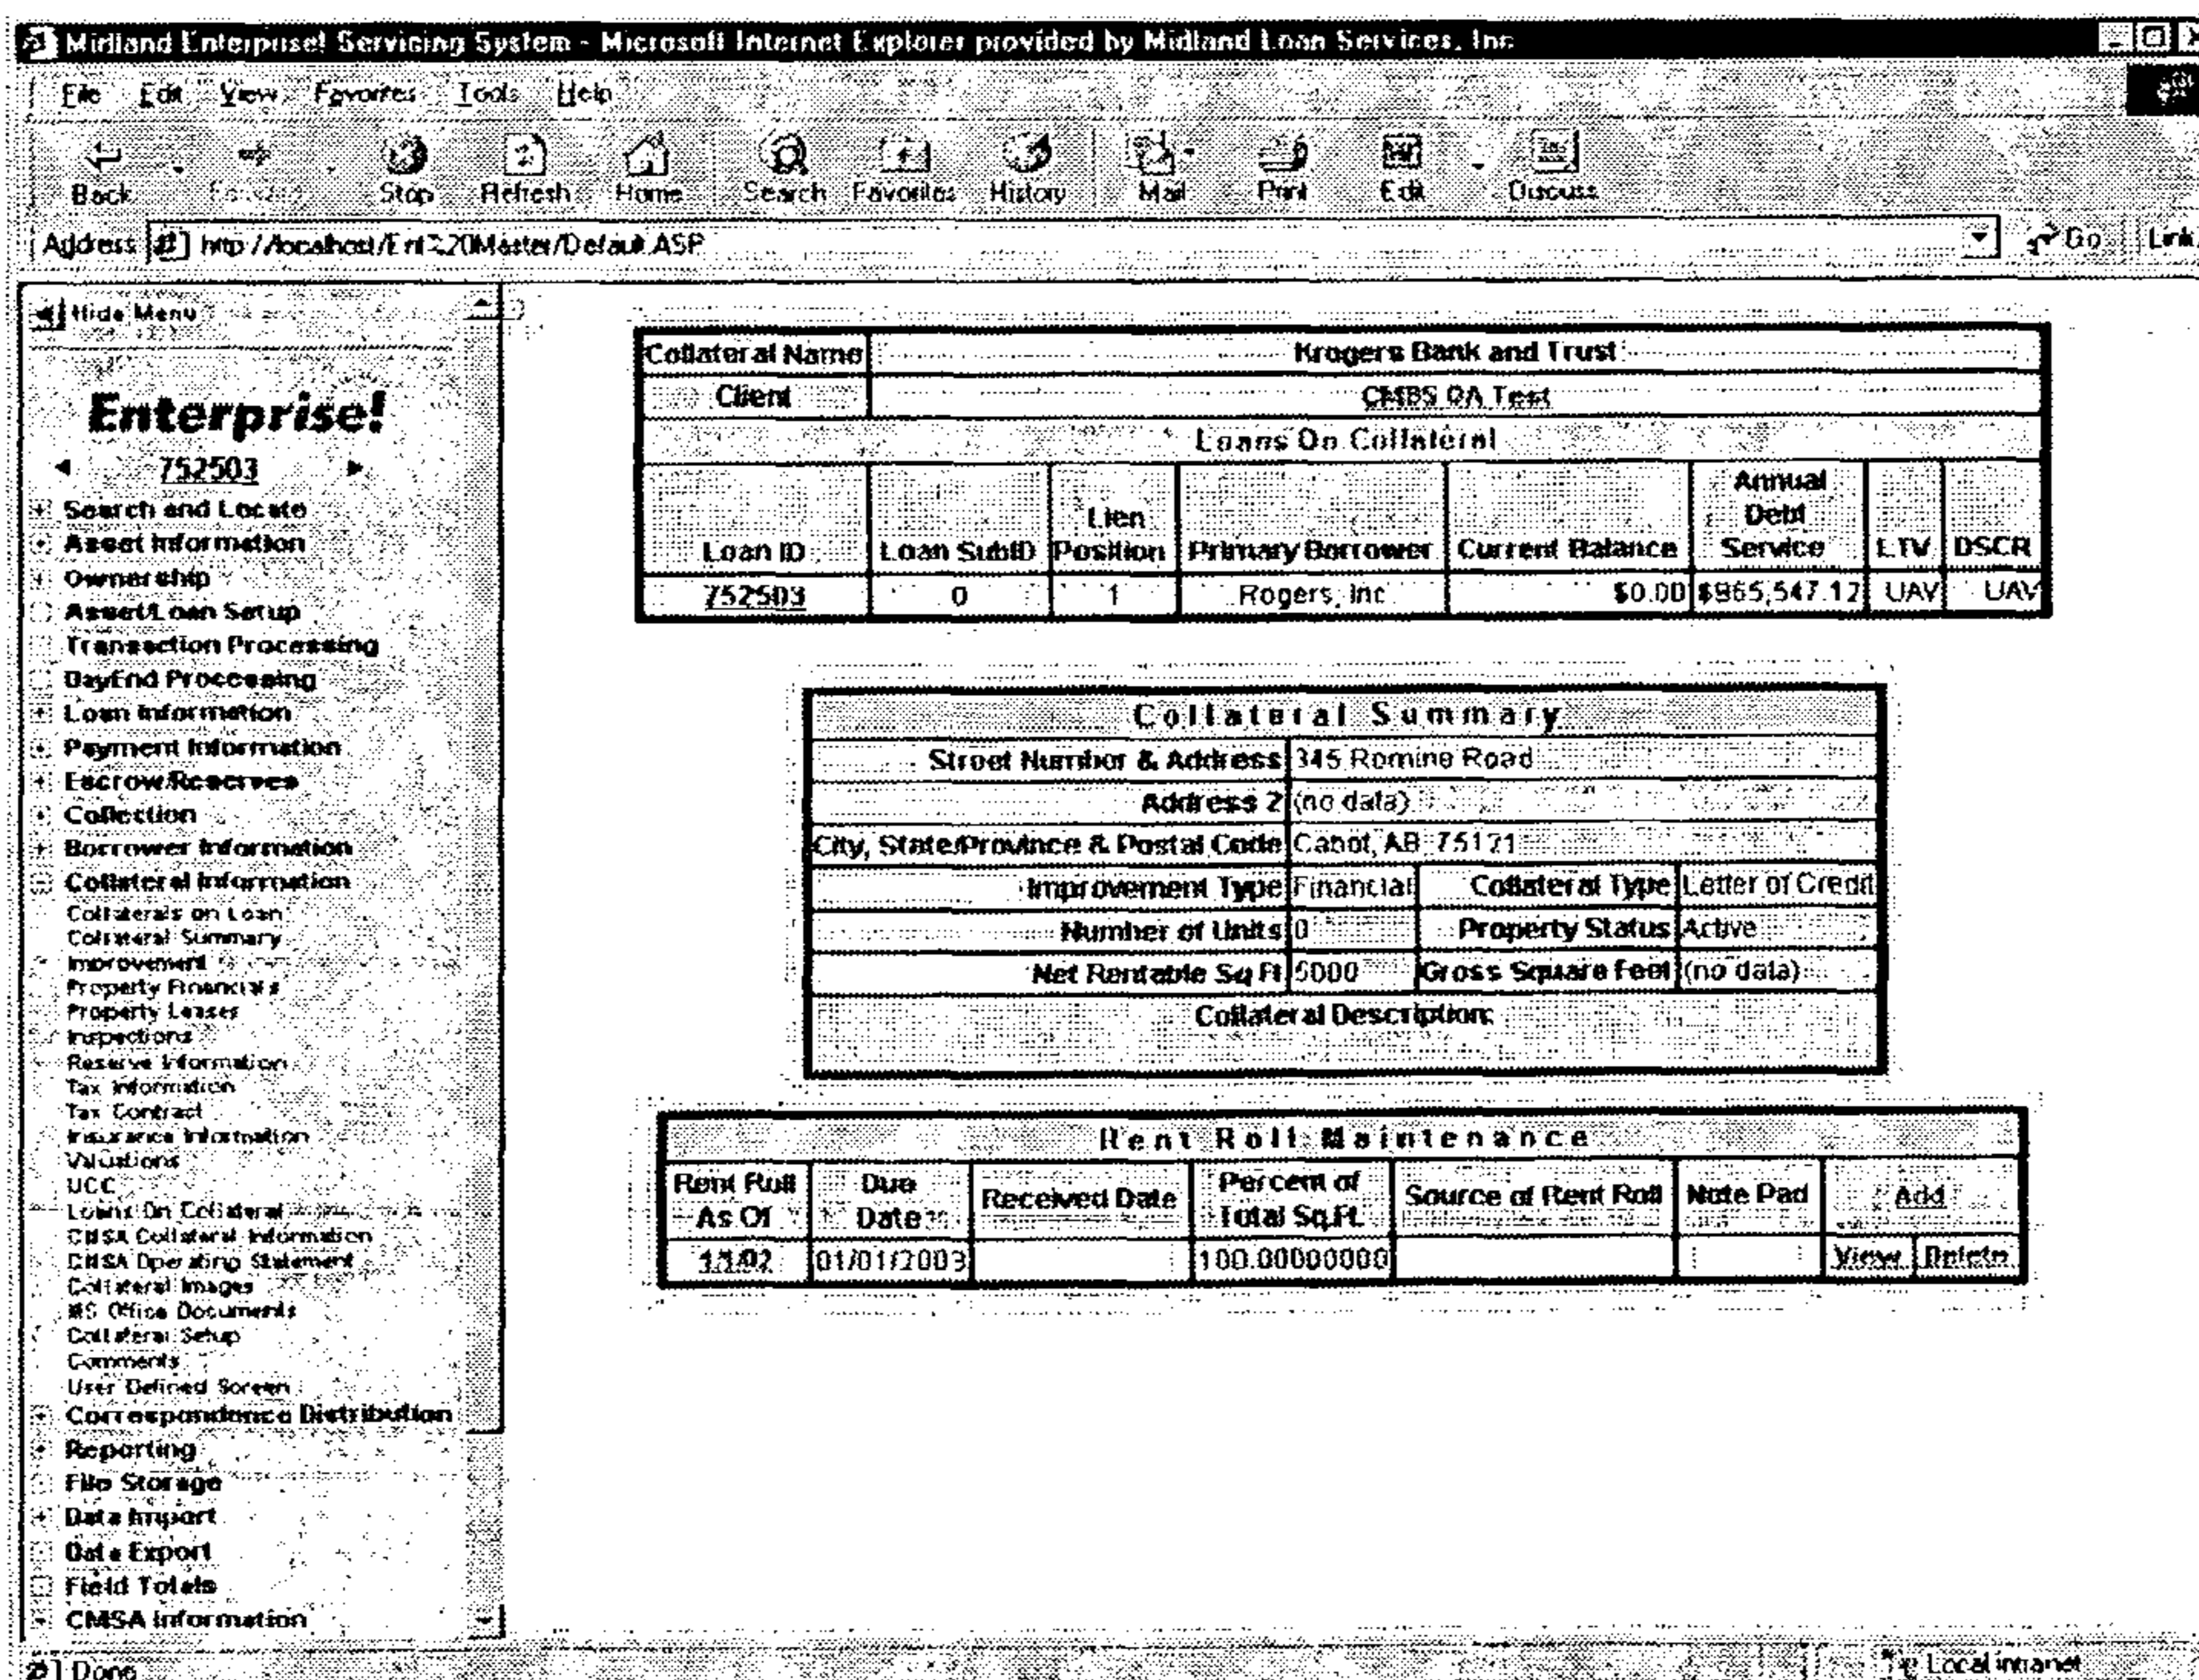 Midland Enterprise! Servicing System - Microsoft Internet Explorer provided by Midland Loan Services, Inc
File Edit View Favorites Tools Help
Back Forward Stop Refresh Home Search Favorites History Mail Print Edit Discuss
Address http://localhost/Ent%20Master/Default.ASP Go Link
Hide Menu
Enterprise!
752503
Search and Locate
Asset Information
Ownership
Asset/Loan Setup
Transaction Processing
DayEnd Processing
Loan Information
Payment Information
Escrow/Reserves
Collection
Borrower Information
Collateral Information
Collaterals on Loan
Collateral Summary
Improvement
Property Financials
Property Leases
Inspections
Reserve Information
Tax Information
Tax Contract
Insurance Information
Valuations
UCC
Loans On Collateral
CMSA Collateral Information
CMSA Operating Statement
Collateral Images
MS Office Documents
Collateral Setup
Comments
User Defined Screen
Correspondence Distribution
Reporting
File Storage
Data Import
Data Export
Field Totals
CMSA Information
Collateral Name Krogers Bank and Trust
Client CMBS QA Test
Loans On Collateral
Loan ID Loan SubID Lien Position Primary Borrower Current Balance Annual Debt Service LTV DSCR
752503 0 1 Rogers, Inc $0.00 UAV UAV
Collateral Summary
Street Number & Address 345 Romine Road
Address 2 (no data)
City, State/Province & Postal Code Cabot, AB 75121
Improvement Type Financial Collateral Type Letter of Credit
Number of Units 0 Property Status Active
Net Rentable Sq Ft Gross Square Feet (no data)
Collateral Description:
Rent Roll Maintenance
Rent Roll As Of Due Date Received Date Percent of Total Sq.Ft. Source of Rent Roll Note Pad Add
01/01/2003 100.00000000 View Delete
Done Local intranet